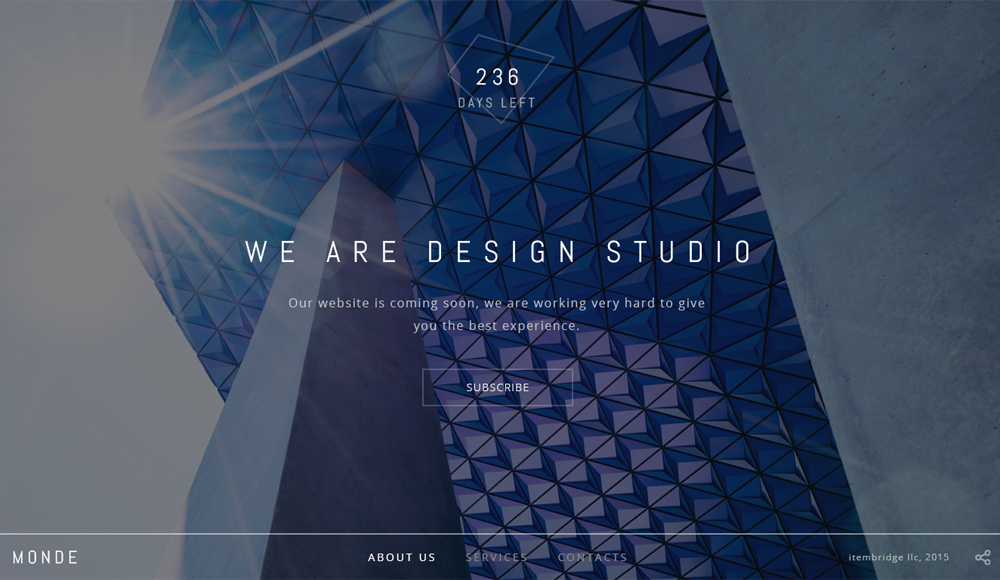 236
DAYS LEFT
WE ARE DESIGN STUDIO
Our website is coming soon, we are working very hard to give
you the best experience.
SUBSCRIBE
MONDE
ABOUT US
SERVICES
CONTACTS
itembridge llc, 2015